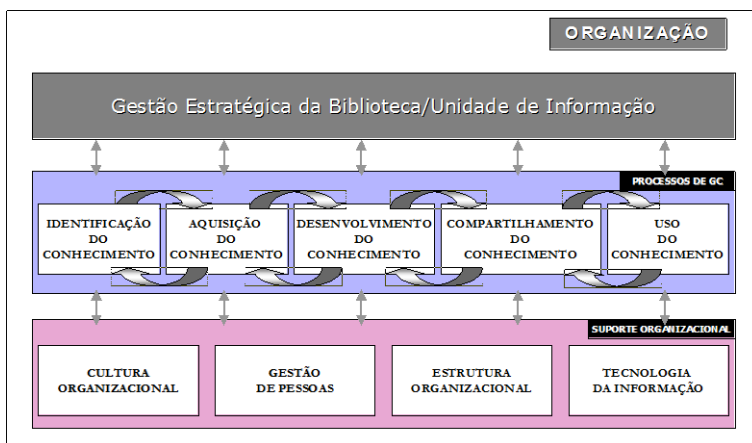 ORGANIZAÇÃO
Gestão Estratégica da Biblioteca/Unidade de Informação
PROCESSOS DE GC
IDENTIFICAÇÃO
DO
CONHECIMENTO
AQUISIÇÃO
DO
CONHECIMENTO
DESENVOLVIMENTO
DO
CONHECIMENTO
COMPARTILHAMENTO
DO
CONHECIMENTO
USO
DO
CONHECIMENTO
SUPORTE ORGANIZACIONAL
CULTURA
ORGANIZACIONAL
GESTÃO
DE PESSOAS
ESTRUTURA
ORGANIZACIONAL
TECNOLOGIA
DA INFORMAÇÃO